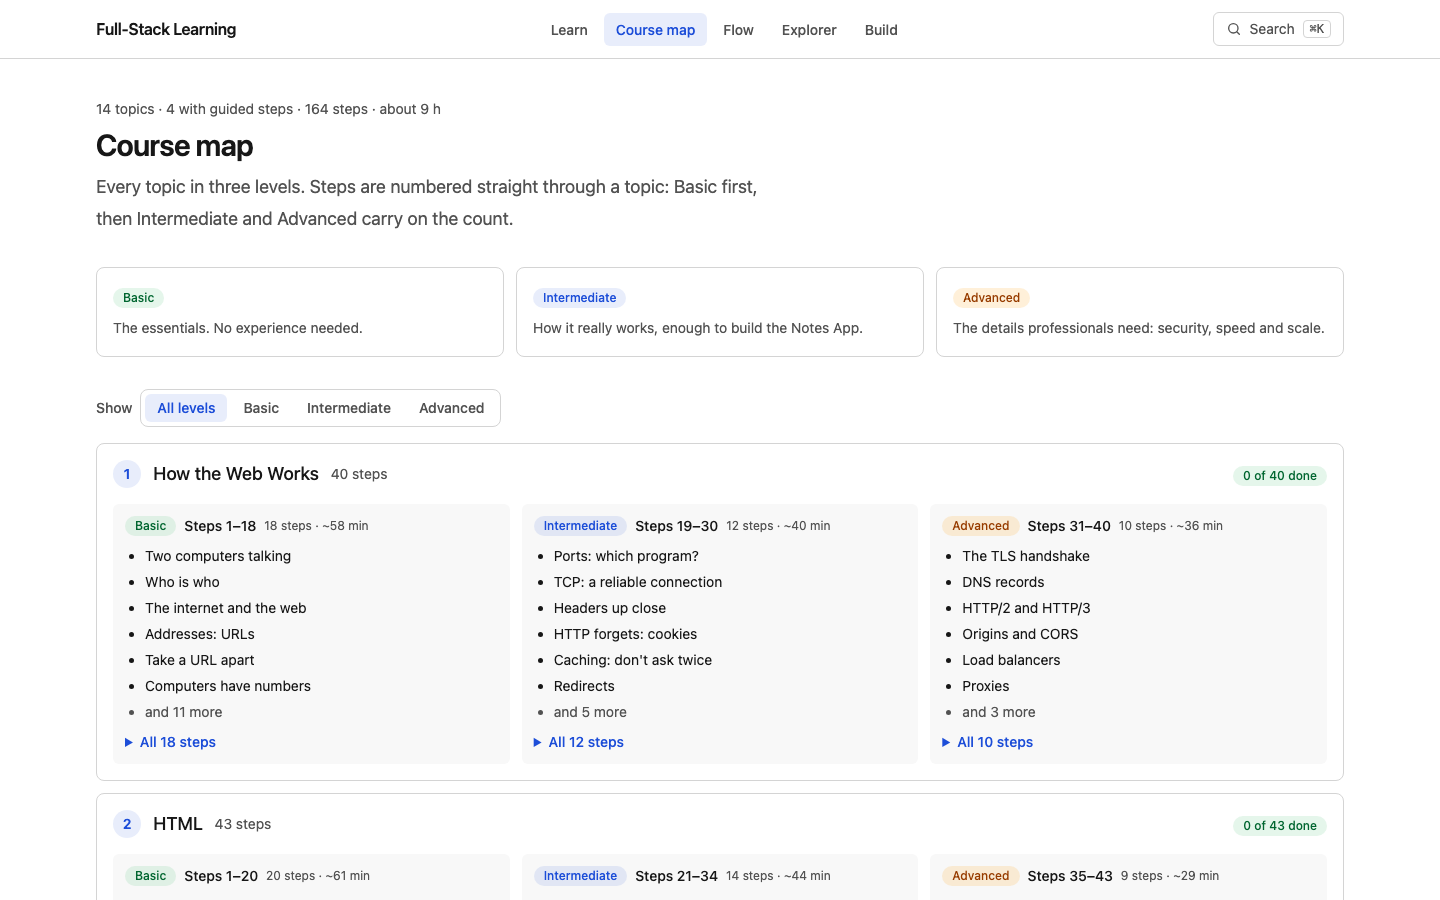 Full-Stack Learning
Learn
Course map
Flow
Explorer
Build
Search ⌘K
14 topics · 4 with guided steps · 164 steps · about 9 h
Course map
Every topic in three levels. Steps are numbered straight through a topic: Basic first,
then Intermediate and Advanced carry on the count.
Basic
The essentials. No experience needed.
Intermediate
How it really works, enough to build the Notes App.
Advanced
The details professionals need: security, speed and scale.
Show
All levels
Basic
Intermediate
Advanced
1 How the Web Works 40 steps
0 of 40 done
Basic Steps 1–18 18 steps · ~58 min
• Two computers talking
• Who is who
• The internet and the web
• Addresses: URLs
• Take a URL apart
• Computers have numbers
• and 11 more
▶ All 18 steps
Intermediate Steps 19–30 12 steps · ~40 min
• Ports: which program?
• TCP: a reliable connection
• Headers up close
• HTTP forgets: cookies
• Caching: don't ask twice
• Redirects
• and 5 more
▶ All 12 steps
Advanced Steps 31–40 10 steps · ~36 min
• The TLS handshake
• DNS records
• HTTP/2 and HTTP/3
• Origins and CORS
• Load balancers
• Proxies
• and 3 more
▶ All 10 steps
2 HTML 43 steps
0 of 43 done
Basic Steps 1–20 20 steps · ~61 min
Intermediate Steps 21–34 14 steps · ~44 min
Advanced Steps 35–43 9 steps · ~29 min